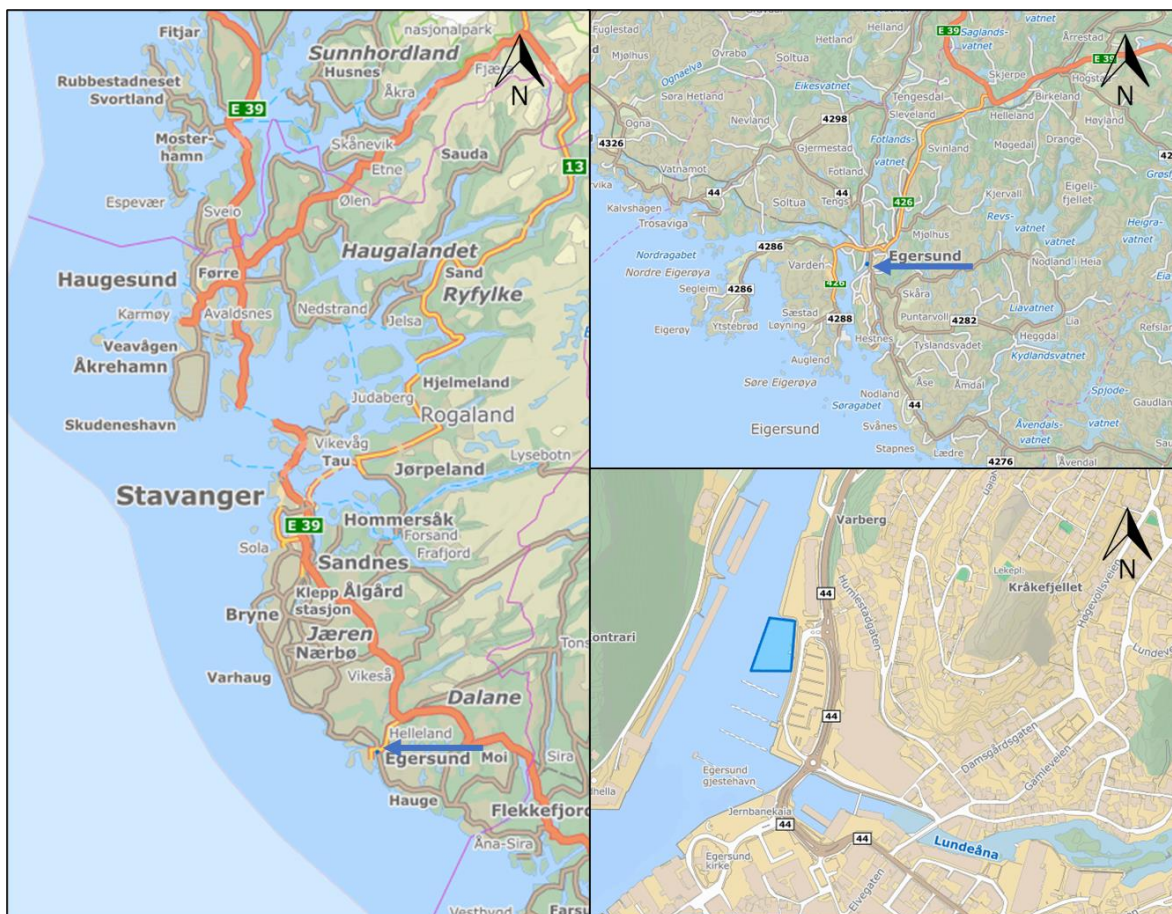 Fitjar
nasjonalpark
Sunnhordland
N
Rubbestadneset
Husnes
Svortland
Åkra
E 39
Moster-
hamn
Skånevik
Etne
Sauda
13
Espevær
Ølen
Sveio
Haugalandet
Haugesund
Førre
Sand
Ryfylke
Karmøy
Avaldsnes
Nedstrand
Jelsa
Veavågen
Åkrehamn
Hjelmeland
Judaberg
Rogaland
Skudeneshavn
Vikevåg
Tau
Lysebotn
Jørpeland
Stavanger
E 39
Hommersåk
Forsand
Sola
Frafjord
Sandnes
Klepp
stasjon
Ålgård
Bryne
Jæren
Nærbø
Varhaug
Vikeså
Dalane
Helleland
Egersund
Moi
Sira
Hauge
Flekkefjord
Åna-Sira
Fuglestad
Mjølhus
Øvrabø
Hetland
Helland
Saglands-
vatnet
Årrestad
E 39
N
Ognaelva
Soltua
Eikesvatnet
Skjerpe
Søra Hetland
Tengesdal
Birkeland
Ogna
Nevland
4298
Sleveland
Helleland
Høyland
4326
Gjermestad
Fotlands-
vatnet
Drange
Møgedal
Svinland
Vatnamot
Fotland
Eigeli-
fjellet
44
44
Kjervall
Kalvshagen
Soltua
Tengs
426
Revs-
vatnet
Heigra-
vatnet
Trosaviga
4286
Mjølhus
Nordragabet
Egersund
Nordre Eigerøya
Varden
Nodland i Heia
Segleim
4286
426
Skåra
Liavatnet
Sæstad
4288
Puntarvoll
4282
Lia
Eigerøy
Ytstebrød
Løyning
Hestnes
Heggdal
Tyslandsvadet
Kydlandsvatnet
Auglend
Åse
Åmdal
Søre Eigerøya
Nodland
Spjode-
vatnet
Søragabet
44
Eigersund
Svånes
Åvendals-
vatnet
Stapnes
Lædre
4276
Åvendal
Varberg
N
Lekepl.
44
Kråkefjellet
Humlestadgaten
Høgevollsveien
44
Damsgårdsgaten
Gamleveien
Egersund
gjestehavn
Jernbanekaia
44
44
Lundeåna
Egersund
kirke
Elvegaten